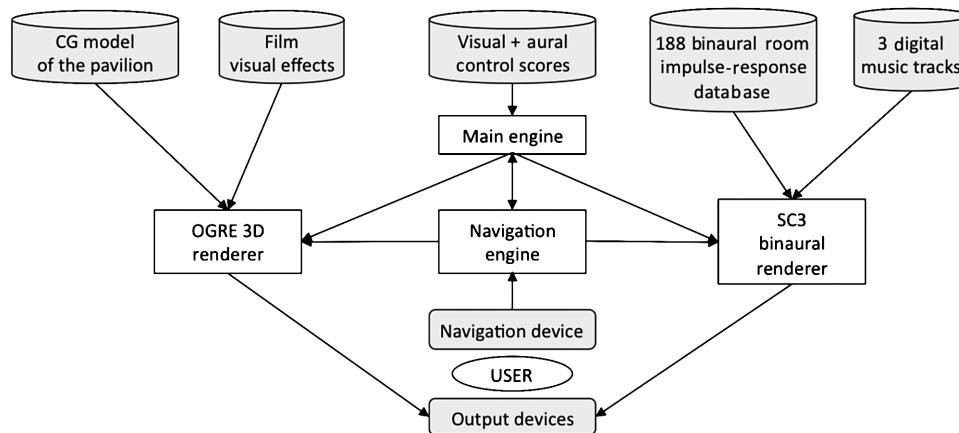 CG model
of the pavilion
Film
visual effects
Visual + aural
control scores
188 binaural room
impulse-response
database
3 digital
music tracks
Main engine
OGRE 3D
renderer
Navigation
engine
SC3
binaural
renderer
Navigation device
USER
Output devices